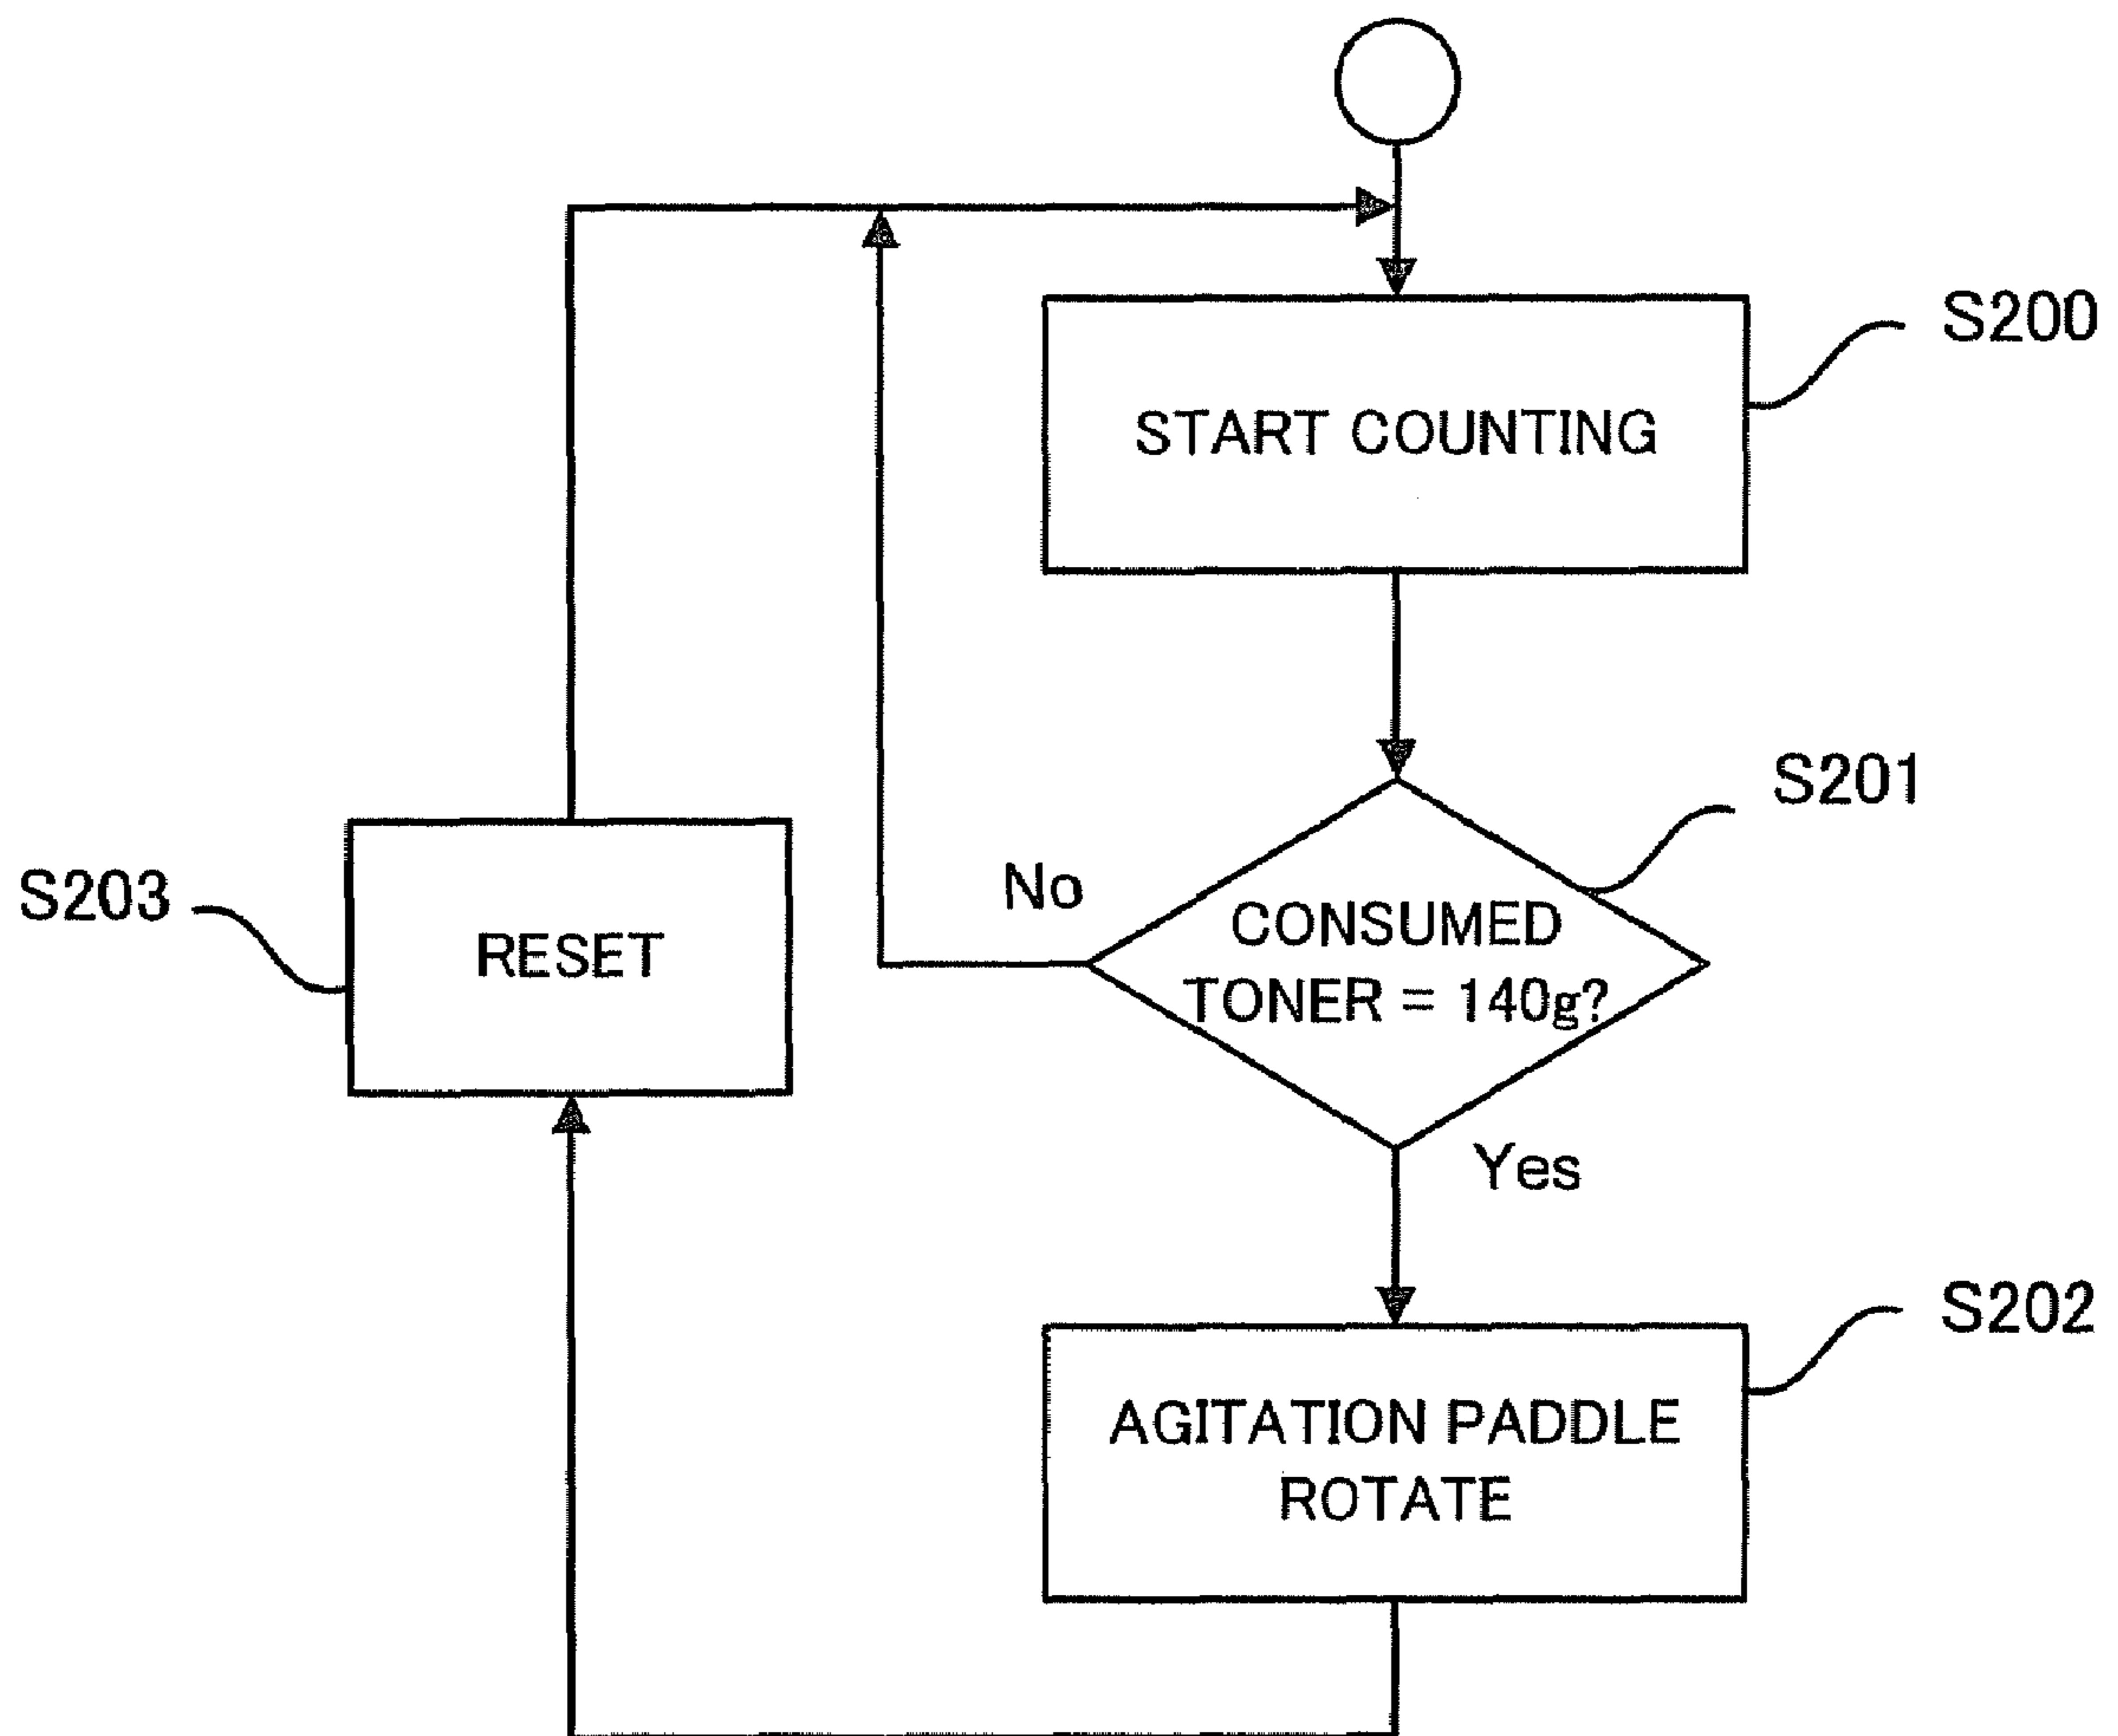 S200
START COUNTING
S201
No
CONSUMED
TONER = 140g?
S203
RESET
Yes
S202
AGITATION PADDLE
ROTATE